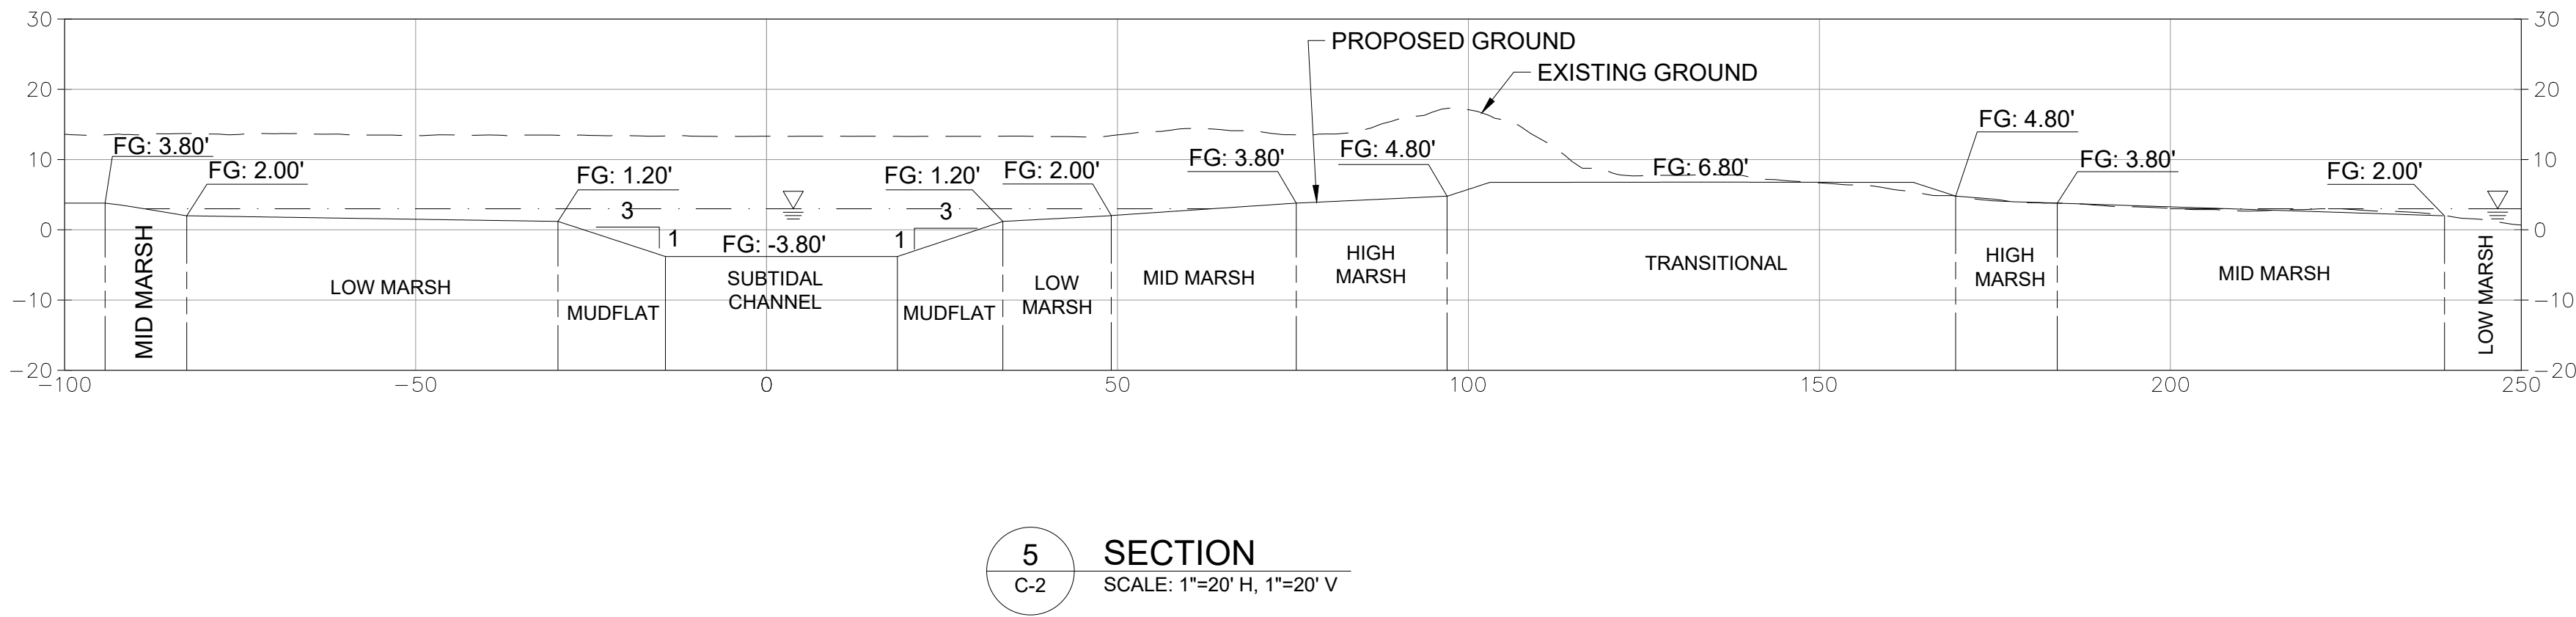 30
30
PROPOSED GROUND
EXISTING GROUND
20
20
FG: 4.80'
FG: 3.80'
FG: 4.80'
FG: 3.80'
10
10
FG: 2.00'
FG: 1.20'
FG: 1.20'
FG: 2.00'
FG: 6.80'
FG: 3.80'
FG: 2.00'
3
3
0
0
1
FG: -3.80'
1
MID MARSH
LOW MARSH
MUDFLAT
SUBTIDAL
CHANNEL
MUDFLAT
LOW
MARSH
MID MARSH
HIGH
MARSH
TRANSITIONAL
HIGH
MARSH
MID MARSH
LOW MARSH
-10
-10
-20
-20
-100
-50
0
50
100
150
200
250
5
C-2
SECTION
SCALE: 1"=20' H, 1"=20' V